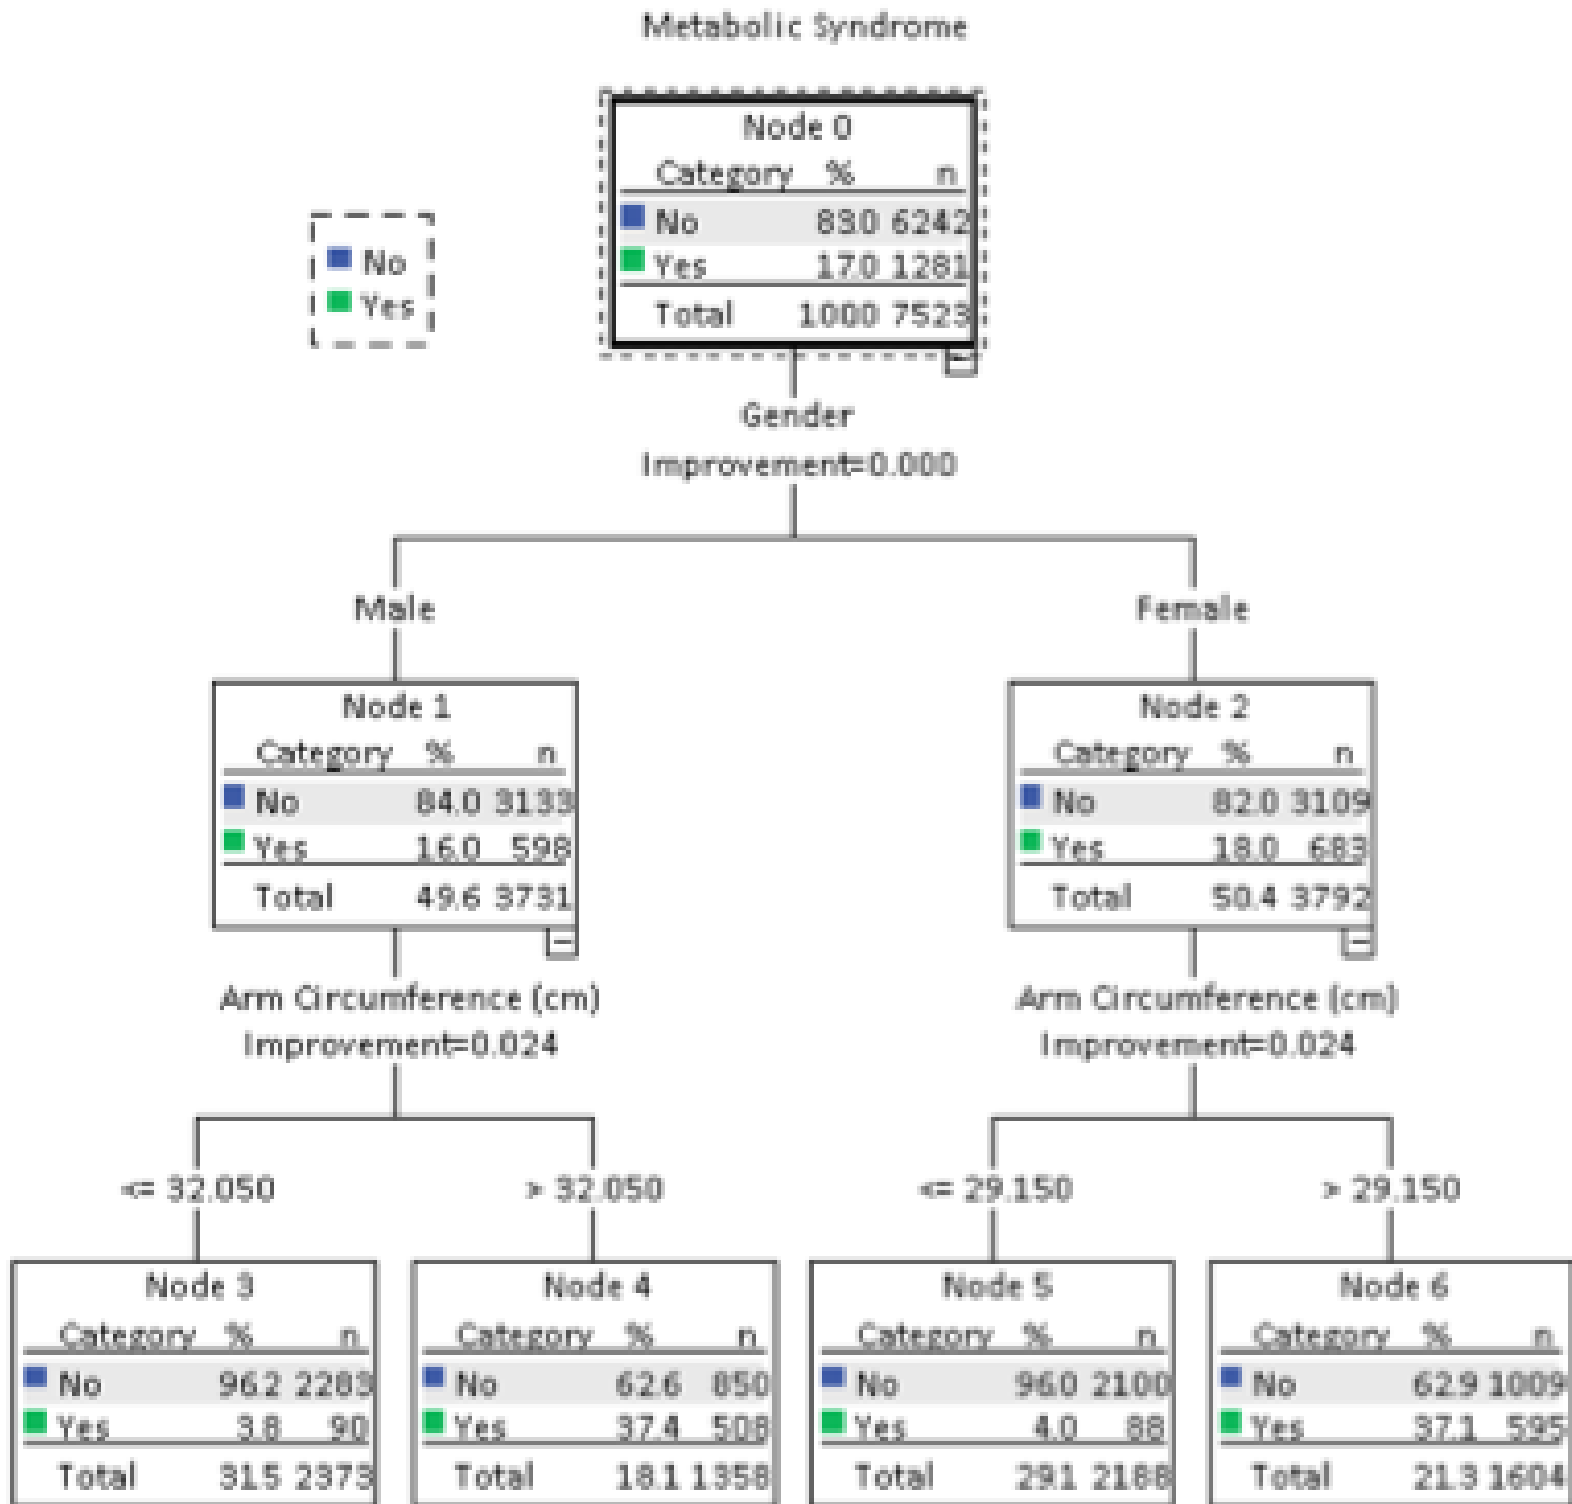 Metabolic Syndrome
No
Yes
Node 0
Category % n
No 83.0 6242
Yes 17.0 1281
Total 100.0 7523
Gender
Improvement=0.000
Male
Female
Node 1
Category % n
No 84.0 3133
Yes 16.0 598
Total 49.6 3731
Node 2
Category % n
No 82.0 3109
Yes 18.0 683
Total 50.4 3792
Arm Circumference (cm)
Improvement=0.024
Arm Circumference (cm)
Improvement=0.024
<= 32.050
> 32.050
<= 29.150
> 29.150
Node 3
Category % n
No 96.2 2283
Yes 3.8 90
Total 31.5 2373
Node 4
Category % n
No 62.6 850
Yes 37.4 508
Total 18.1 1358
Node 5
Category % n
No 96.0 2100
Yes 4.0 88
Total 29.1 2188
Node 6
Category % n
No 62.9 1009
Yes 37.1 595
Total 21.3 1604